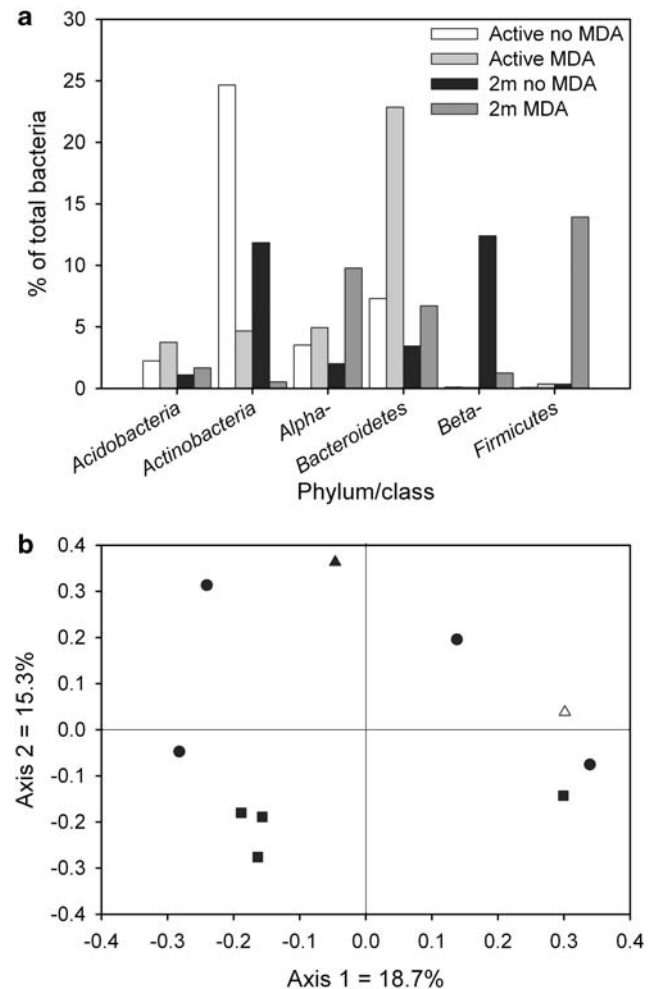 a
30
25
20
15
10
5
0
% of total bacteria
Active no MDA
Active MDA
2m no MDA
2m MDA
Acidobacteria
Actinobacteria
Alpha-
Bacteroidetes
Beta-
Firmicutes
Phylum/class
b
0.4
0.3
0.2
0.1
0.0
-0.1
-0.2
-0.3
-0.4
Axis 2 = 15.3%
-0.4 -0.3 -0.2 -0.1 0.0 0.1 0.2 0.3 0.4
Axis 1 = 18.7%